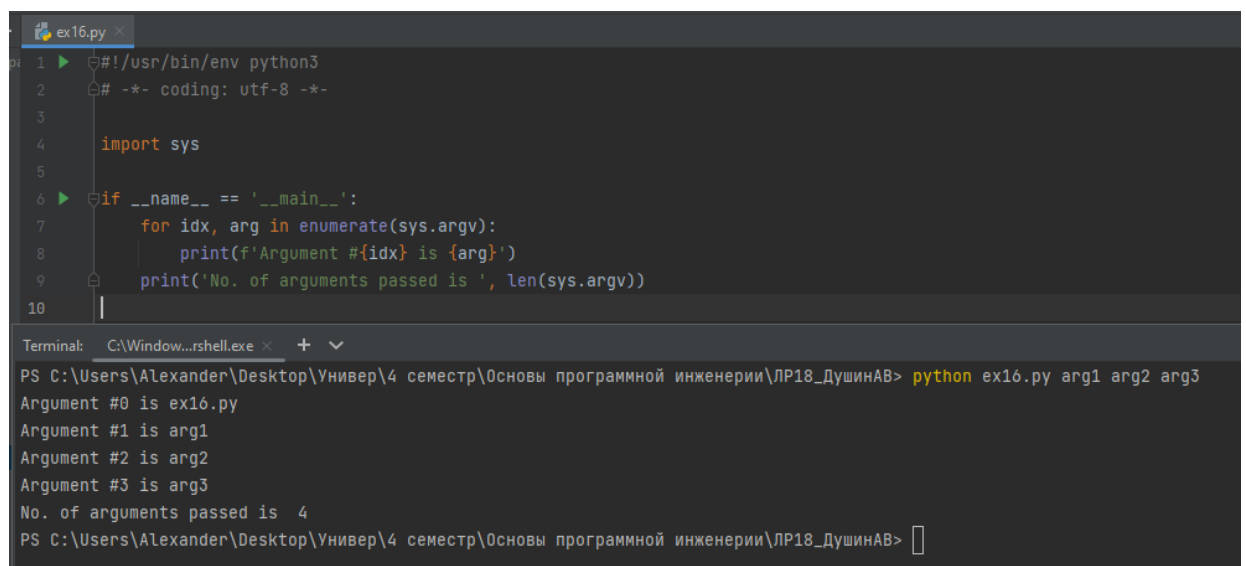 ex16.py
1 #!/usr/bin/env python3
2 # -*- coding: utf-8 -*-
3
4 import sys
5
6 if __name__ == '__main__':
7     for idx, arg in enumerate(sys.argv):
8         print(f'Argument #{idx} is {arg}')
9     print('No. of arguments passed is ', len(sys.argv))
10
Terminal: C:\Window...rshell.exe × + 
PS C:\Users\Alexander\Desktop\Универ\4 семестр\Основы программной инженерии\ЛР18_ДушинАВ> python ex16.py arg1 arg2 arg3
Argument #0 is ex16.py
Argument #1 is arg1
Argument #2 is arg2
Argument #3 is arg3
No. of arguments passed is  4
PS C:\Users\Alexander\Desktop\Универ\4 семестр\Основы программной инженерии\ЛР18_ДушинАВ>